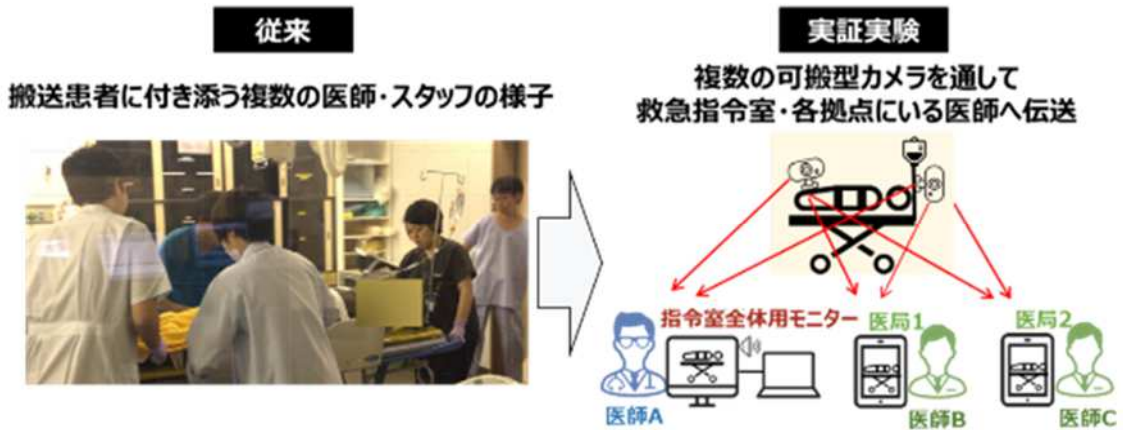 従来
搬送患者に付き添う複数の医師・スタッフの様子
実証実験
複数の可搬型カメラを通して
救急指令室・各拠点にいる医師へ伝送
指令室全体用モニター
医局1
医局2
医師A
医師B
医師C